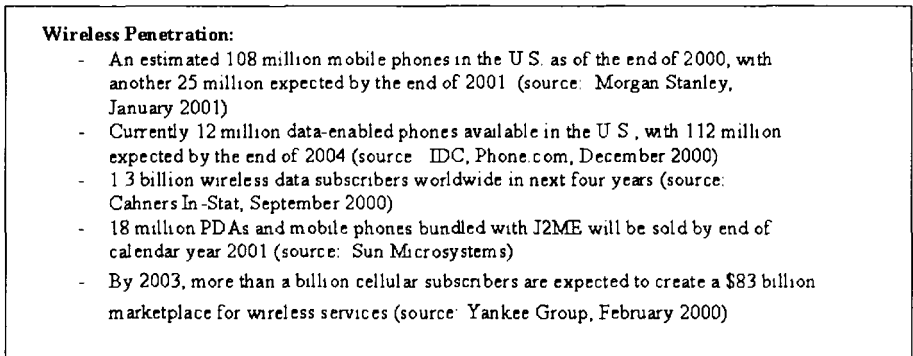 Wireless Penetration:
- An estimated 108 million mobile phones in the U S. as of the end of 2000, with
another 25 million expected by the end of 2001 (source: Morgan Stanley,
January 2001)
- Currently 12 million data-enabled phones available in the U S , with 112 million
expected by the end of 2004 (source IDC, Phone.com, December 2000)
- 1 3 billion wireless data subscribers worldwide in next four years (source:
Cahners In-Stat, September 2000)
- 18 million PDAs and mobile phones bundled with J2ME will be sold by end of
calendar year 2001 (source: Sun Microsystems)
- By 2003, more than a billion cellular subscribers are expected to create a $83 billion
marketplace for wireless services (source: Yankee Group, February 2000)